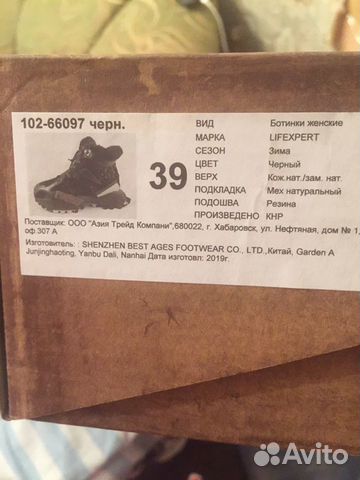 102-66097 черн.
39
ВИД Ботинки женские
МАРКА LIFEXPERT
СЕЗОН Зима
ЦВЕТ Черный
ВЕРХ Кож.нат./зам. нат.
ПОДКЛАДКА Мех натуральный
ПОДОШВА Резина
ПРОИЗВЕДЕНО КНР
Поставщик: ООО "Азия Трейд Компани",680022, г. Хабаровск, ул. Нефтяная, дом № 1,
оф.307 А
Изготовитель : SHENZHEN BEST AGES FOOTWEAR CO., LTD.,Китай, Garden A
Junjinghaoting, Yanbu Dali, Nanhai Дата изготовл: 2019г.
Avito